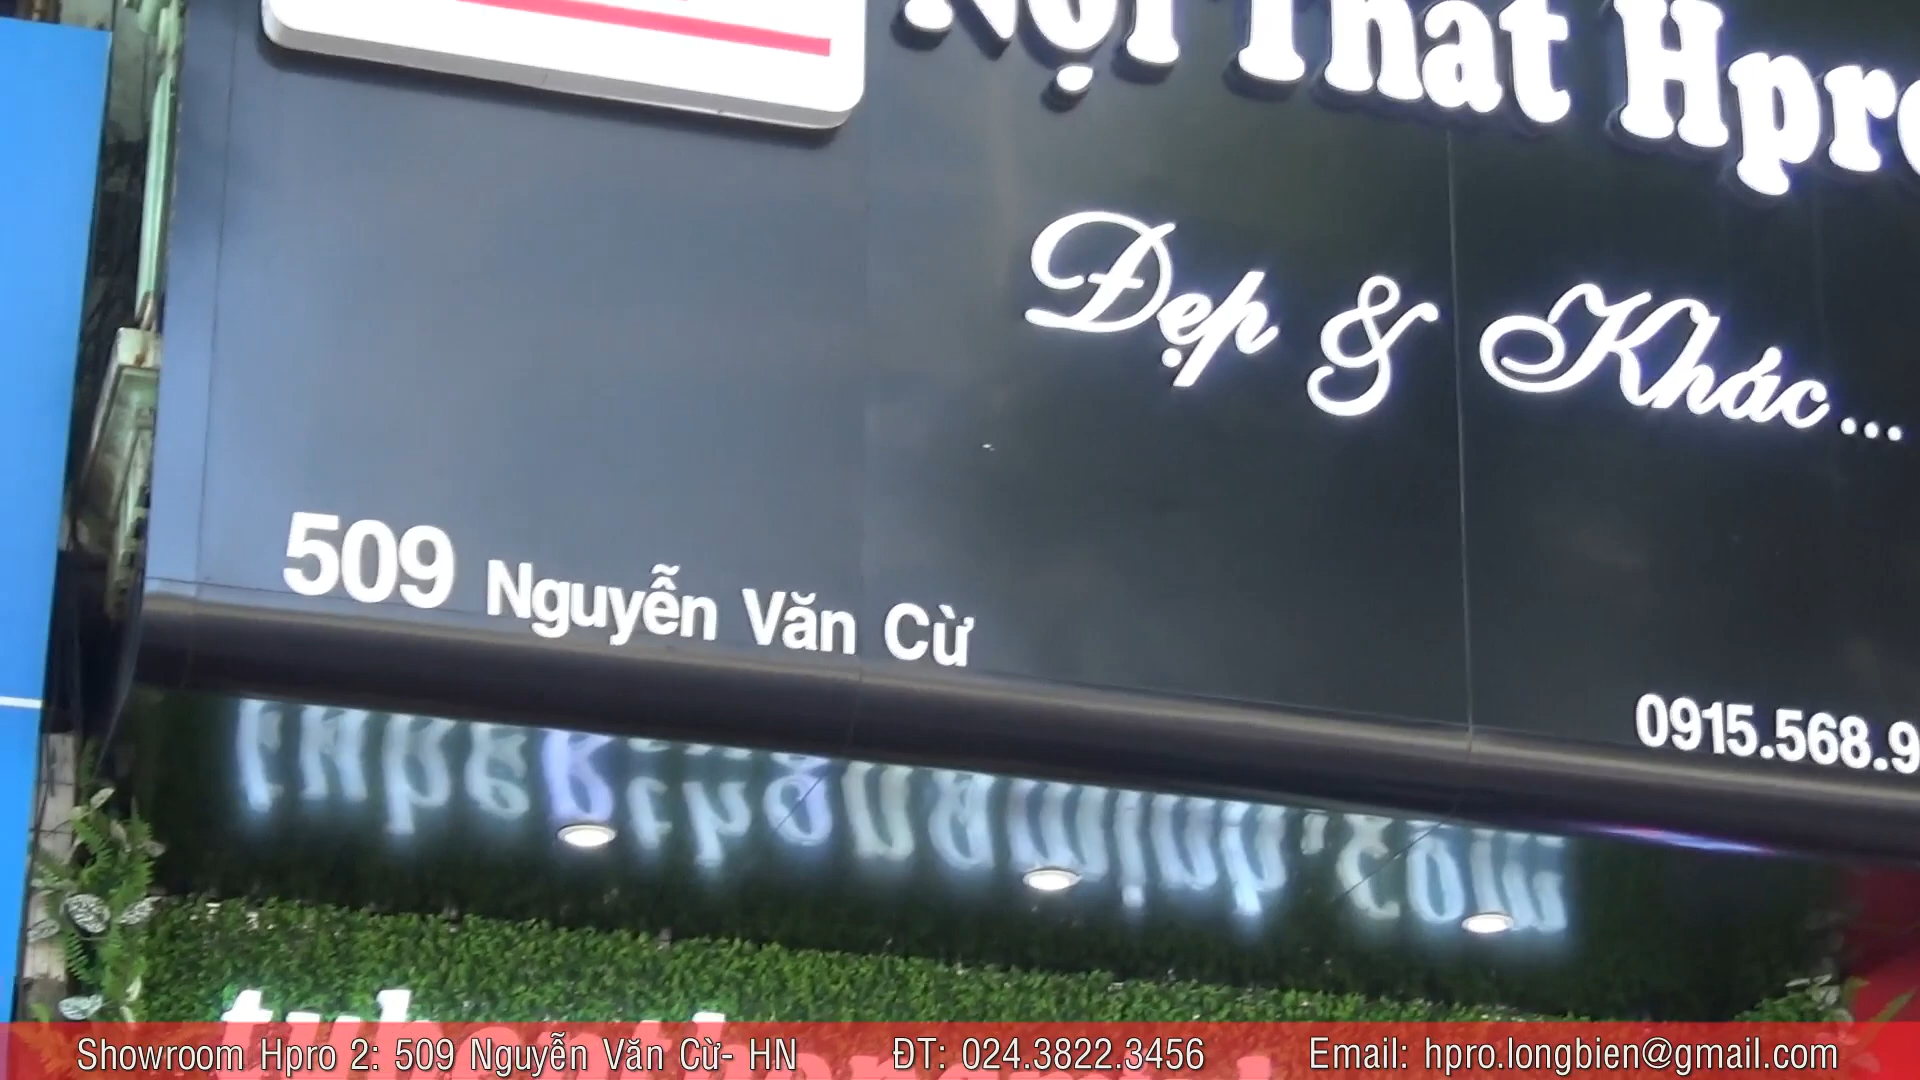 Nội Thất Hpro
Đẹp & Khác...
509 Nguyễn Văn Cừ
0915.568.9
Showroom Hpro 2: 509 Nguyễn Văn Cừ- HN ĐT: 024.3822.3456 Email: hpro.longbien@gmail.com